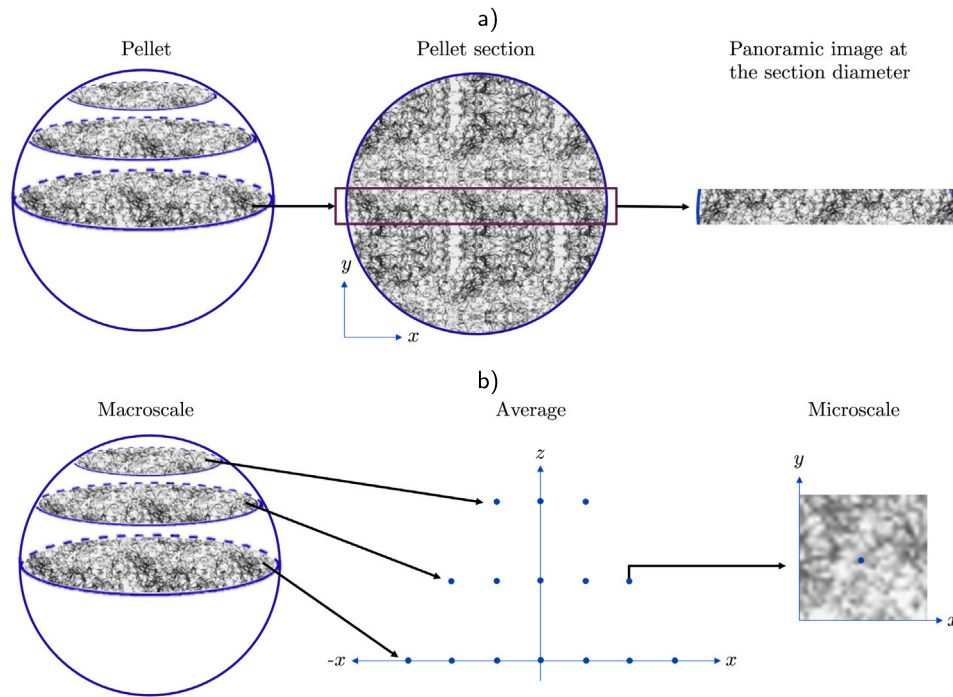 a)
Pellet
Pellet section
Panoramic image at
the section diameter
y
x
b)
Macroscale
Average
Microscale
z
y
-x
x
x